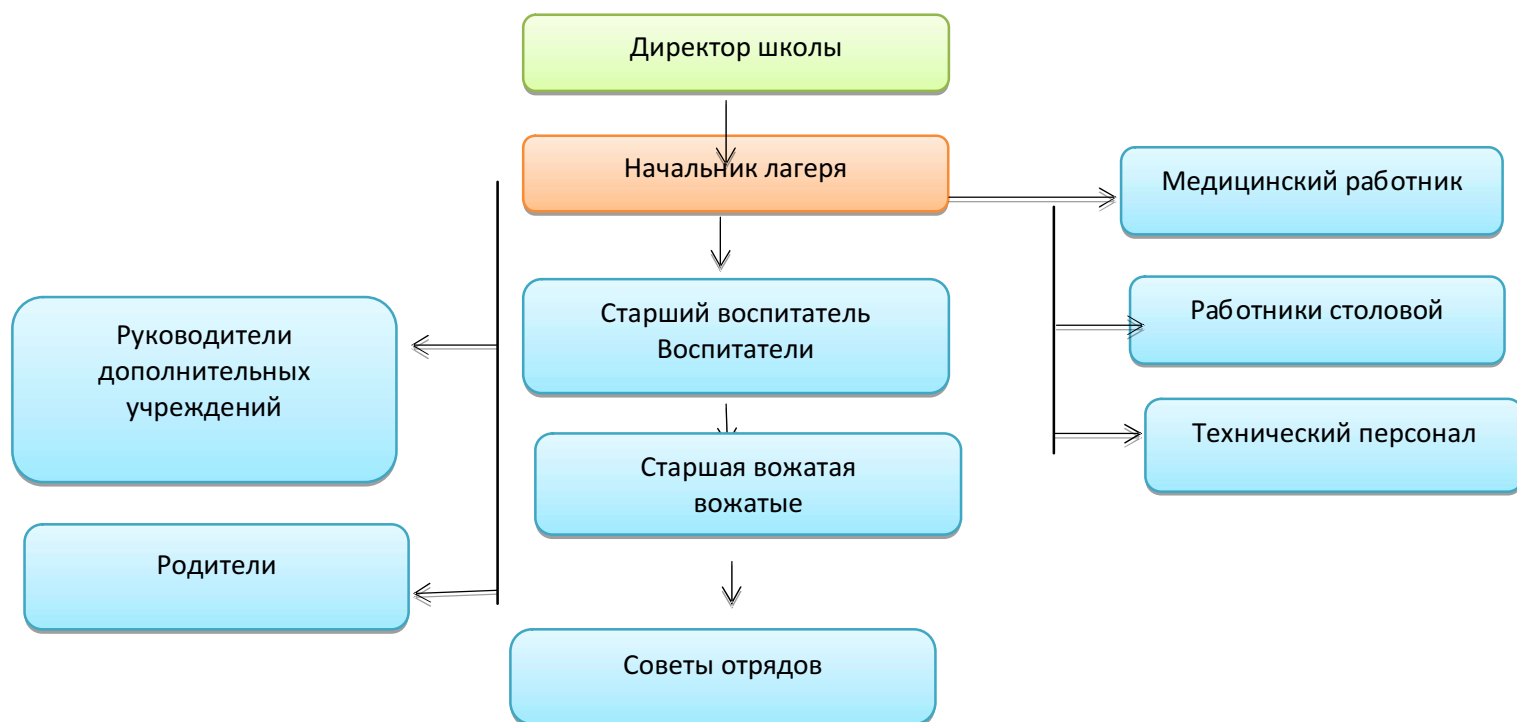 Директор школы
Начальник лагеря
Медицинский работник
Старший воспитатель
Воспитатели
Работники столовой
Руководители
дополнительных
учреждений
Технический персонал
Старшая вожатая
вожатые
Родители
Советы отрядов